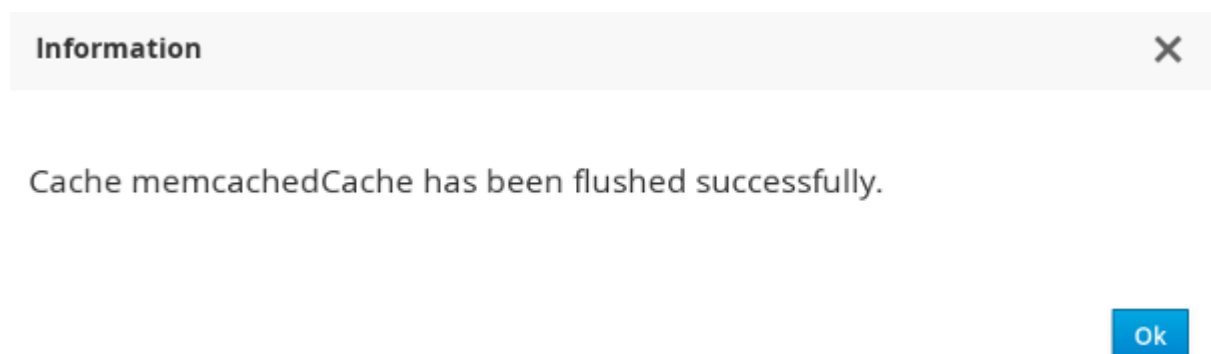 Information
Cache memcachedCache has been flushed successfully.
Ok